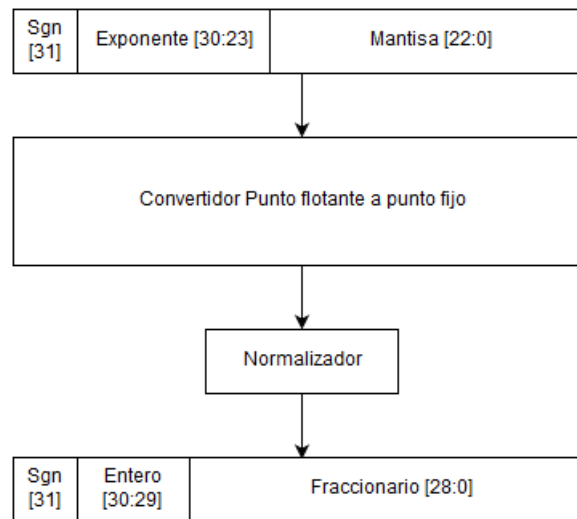 Sgn
[31]
Exponente [30:23]
Mantisa [22:0]
Convertidor Punto flotante a punto fijo
Normalizador
Sgn
[31]
Entero
[30:29]
Fraccionario [28:0]